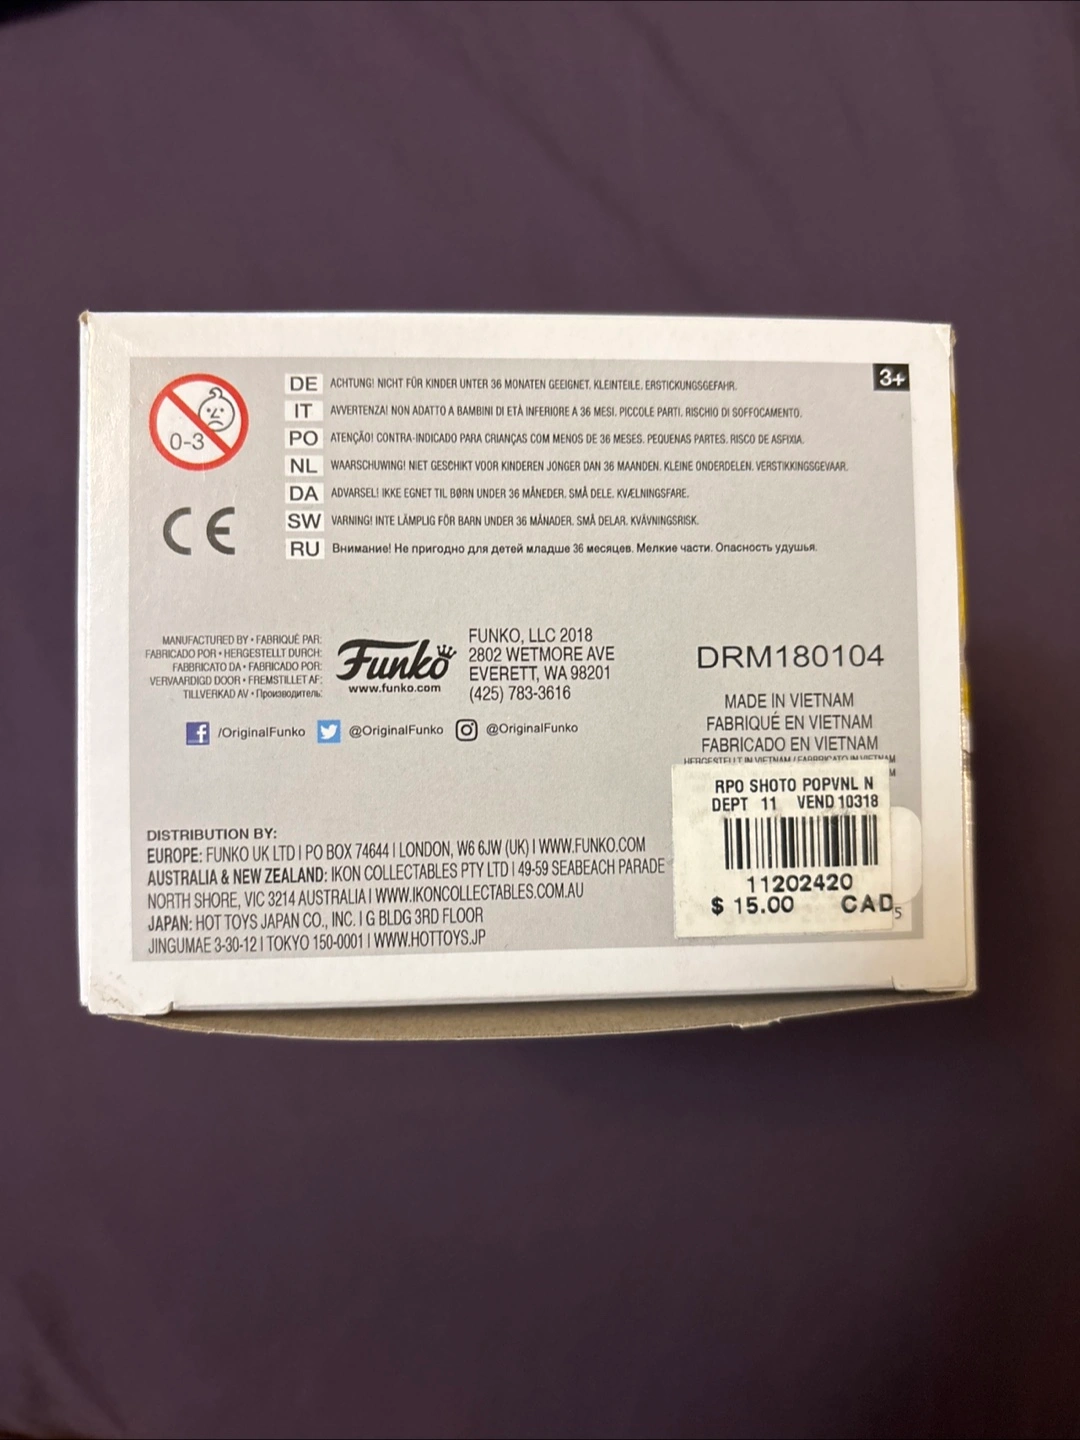 3+
0-3
DE ACHTUNG! NICHT FÜR KINDER UNTER 36 MONATEN GEEIGNET. KLEINTEILE. ERSTICKUNGSGEFAHR.
IT AVVERTENZA! NON ADATTO A BAMBINI DI ETÀ INFERIORE A 36 MESI. PICCOLE PARTI. RISCHIO DI SOFFOCAMENTO.
PO ATENÇÃO! CONTRA-INDICADO PARA CRIANÇAS COM MENOS DE 36 MESES. PEQUENAS PARTES. RISCO DE ASFIXIA.
NL WAARSCHUWING! NIET GESCHIKT VOOR KINDEREN JONGER DAN 36 MAANDEN. KLEINE ONDERDELEN. VERSTIKKINGSGEVAAR.
DA ADVARSEL! IKKE EGNET TIL BØRN UNDER 36 MÅNEDER. SMÅ DELE. KVÆLNINGSFARE.
SW VARNING! INTE LÄMPLIG FÖR BARN UNDER 36 MÅNADER. SMÅ DELAR. KVÄVNINGSRISK.
RU Внимание! Не пригодно для детей младше 36 месяцев. Мелкие части. Опасность удушья.
CE
MANUFACTURED BY • FABRIQUÉ PAR:
FABRICADO POR • HERGESTELLT DURCH:
FABBRICATO DA • FABRICADO POR:
VERVAARDIGD DOOR • FREMSTILLET AF:
TILLVERKAD AV • Производитель:
Funko
www.funko.com
FUNKO, LLC 2018
2802 WETMORE AVE
EVERETT, WA 98201
(425) 783-3616
/OriginalFunko @OriginalFunko @OriginalFunko
DRM180104
MADE IN VIETNAM
FABRIQUÉ EN VIETNAM
FABRICADO EN VIETNAM
HERGESTELLT IN VIETNAM / FABBRICATO IN VIETNAM
M
DISTRIBUTION BY:
EUROPE: FUNKO UK LTD | PO BOX 74644 | LONDON, W6 6JW (UK) | WWW.FUNKO.COM
AUSTRALIA & NEW ZEALAND: IKON COLLECTABLES PTY LTD | 49-59 SEABEACH PARADE
NORTH SHORE, VIC 3214 AUSTRALIA | WWW.IKONCOLLECTABLES.COM.AU
JAPAN: HOT TOYS JAPAN CO., INC. | G BLDG 3RD FLOOR
JINGUMAE 3-30-12 | TOKYO 150-0001 | WWW.HOTTOYS.JP
RPO SHOTO POPVNL N
DEPT 11 VEND 10318
11202420
$ 15.00 CAD
5